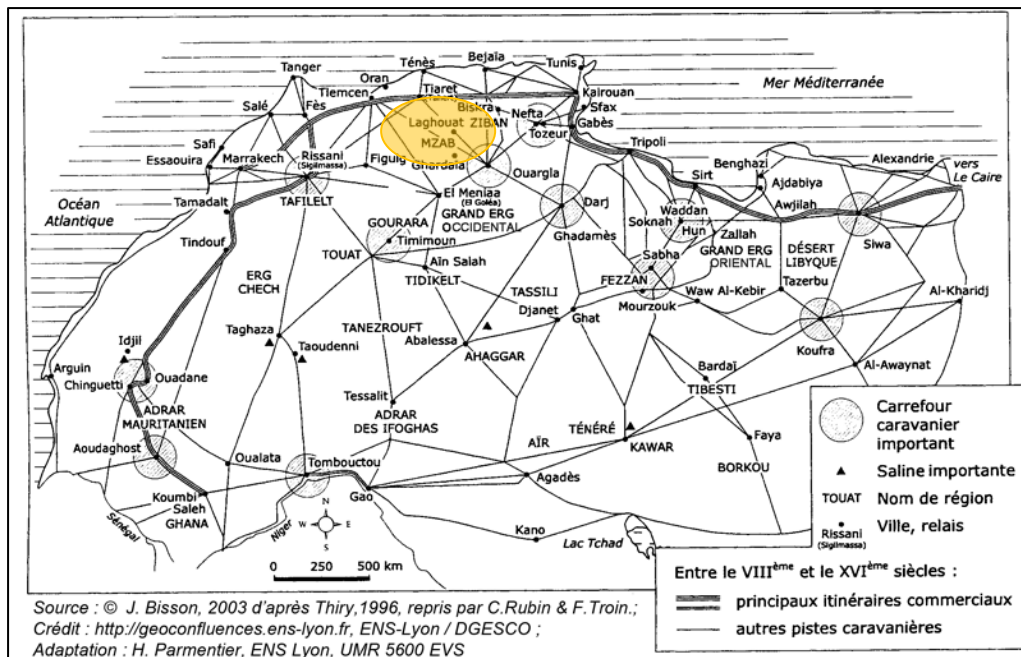 Tanger
Oran
Ténès
Bejaïa
Tunis
Mer Méditerranée
Tlemcen
Tiaret
Kairouan
Salé
Fès
Biskra
Nefta
Sfax
Laghouat
ZIBAN
Gabès
Tozeur
MZAB
Safi
Rissani
(Sigilmassa)
Tripoli
Essaouira
Marrakech
Figuig
Ghardaïa
Ouargla
Benghazi
Alexandrie
vers
Le Caire
Sirt
Ajdabiya
TAFILELT
El Meniaa
(El Goléa)
Océan
Atlantique
Tamadalt
GOURARA
GRAND ERG
OCCIDENTAL
Darj
Waddan
Awjilah
Soknah
Hun
Zallah
Ghadamès
Timimoun
GRAND ERG
ORIENTAL
DÉSERT
LIBYQUE
Siwa
Tindouf
TOUAT
Aïn Salah
Sabha
TIDIKELT
FEZZAN
Tazerbu
ERG
CHECH
TASSILI
Waw Al-Kebir
Al-Kharidj
Mourzouk
Djanet
Ghat
Taghaza
TANEZROUFT
Idjil
Taoudenni
Abalessa
AHAGGAR
Koufra
Arguin
Bardaï
Al-Awaynat
Chinguetti
Ouadane
TIBESTI
Tessalit
ADRAR
MAURITANIEN
ADRAR
DES IFOGHAS
TÉNÉRÉ
Faya
Aoudaghost
AÏR
KAWAR
Oualata
Tombouctou
BORKOU
Agadès
Koumbi
Saleh
Gao
GHANA
Sénégal
Niger
N
W E
S
Kano
Lac Tchad
0 250 500 km
Carrefour
caravanier
important
Saline importante
TOUAT Nom de région
Rissani Ville, relais
(Sigilmassa)
Entre le VIIIème et le XVIème siècles :
principaux itinéraires commerciaux
autres pistes caravanières
Source : © J. Bisson, 2003 d'après Thiry,1996, repris par C.Rubin & F.Troin.;
Crédit : http://geoconfluences.ens-lyon.fr, ENS-Lyon / DGESCO ;
Adaptation : H. Parmentier, ENS Lyon, UMR 5600 EVS